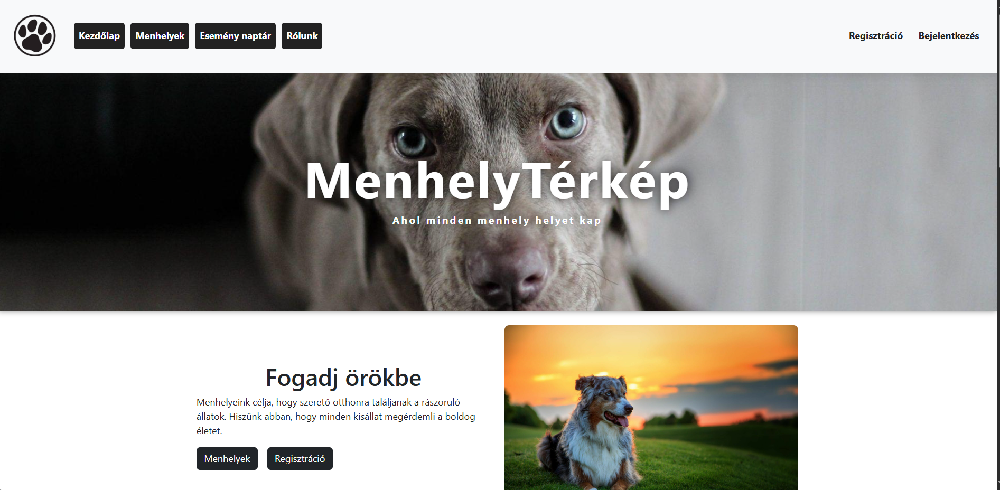 Kezdőlap Menhelyek Esemény naptár Rólunk Regisztráció Bejelentkezés
MenhelyTérkép
Ahol minden menhely helyet kap
Fogadj örökbe
Menhelyeink célja, hogy szerető otthonra találjanak a rászoruló
állatok. Hiszünk abban, hogy minden kisállat megérdemli a boldog
életet.
Menhelyek Regisztráció